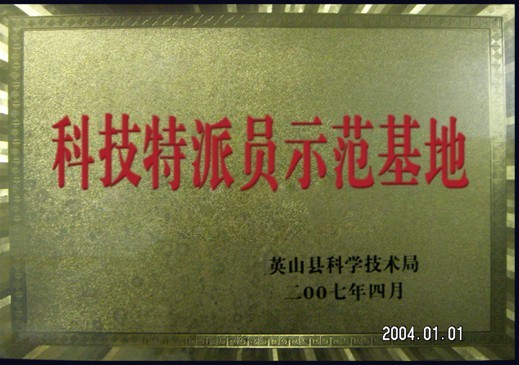 科技特派员示范基地
英山县科学技术局
二00七年四月
2004.01.01